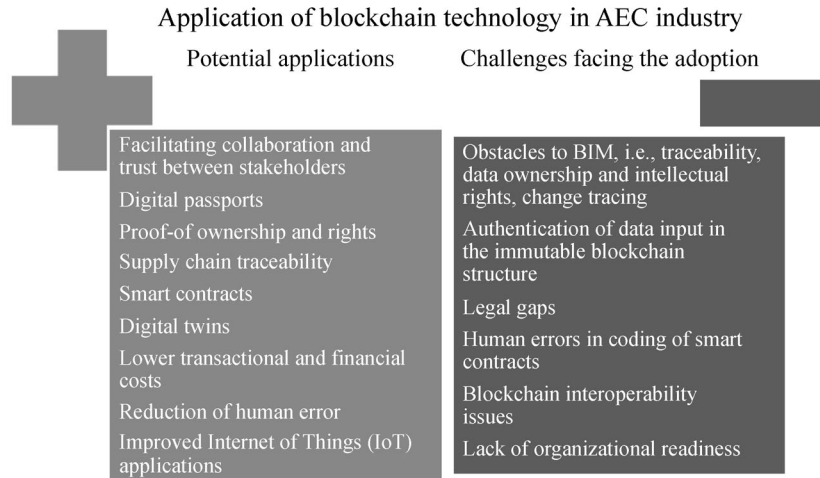 Application of blockchain technology in AEC industry
Potential applications
Challenges facing the adoption
Facilitating collaboration and
trust between stakeholders
Digital passports
Proof-of ownership and rights
Supply chain traceability
Smart contracts
Digital twins
Lower transactional and financial
costs
Reduction of human error
Improved Internet of Things (IoT)
applications
Obstacles to BIM, i.e., traceability,
data ownership and intellectual
rights, change tracing
Authentication of data input in
the immutable blockchain
structure
Legal gaps
Human errors in coding of smart
contracts
Blockchain interoperability
issues
Lack of organizational readiness